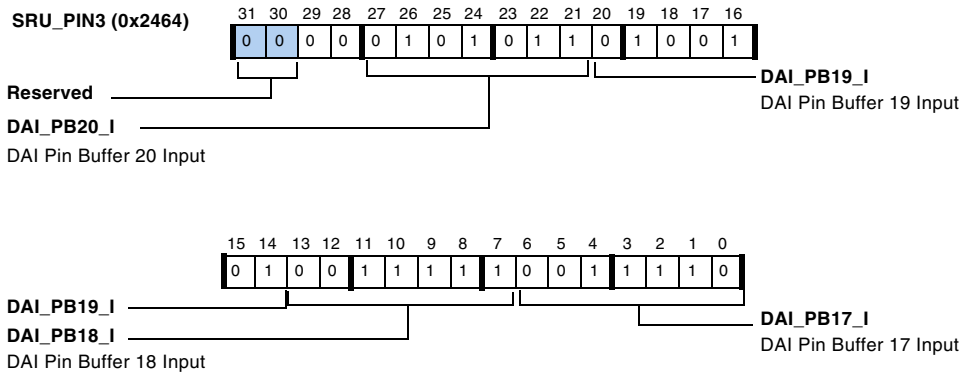 SRU_PIN3 (0x2464)
31 30 29 28 27 26 25 24 23 22 21 20 19 18 17 16
0 0 0 0 0 1 0 1 0 1 1 0 1 0 0 1
Reserved
DAI_PB20_I
DAI Pin Buffer 20 Input
DAI_PB19_I
DAI Pin Buffer 19 Input
15 14 13 12 11 10 9 8 7 6 5 4 3 2 1 0
0 1 0 0 1 1 1 1 1 0 0 1 1 1 1 0
DAI_PB19_I
DAI_PB18_I
DAI Pin Buffer 18 Input
DAI_PB17_I
DAI Pin Buffer 17 Input